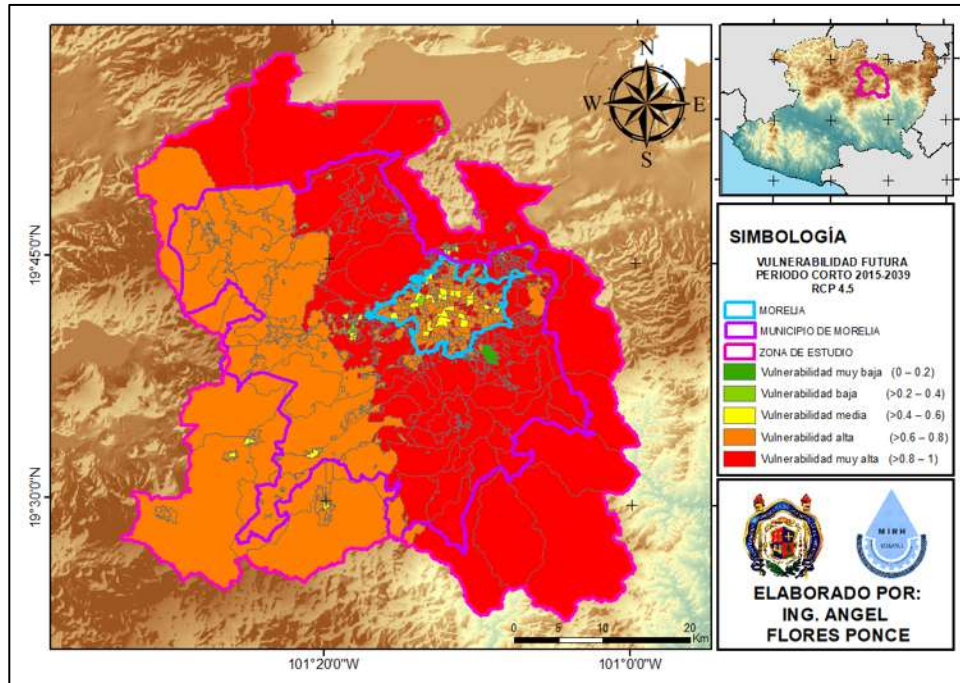 N
W E
S
19°45'0"N
19°30'0"N
101°20'0"W
101°0'0"W
0 5 10 20
Km
SIMBOLOGÍA
VULNERABILIDAD FUTURA
PERIODO CORTO 2015-2039
RCP 4.5
MORELIA
MUNICIPIO DE MORELIA
ZONA DE ESTUDIO
Vulnerabilidad muy baja (0 – 0.2)
Vulnerabilidad baja (>0.2 – 0.4)
Vulnerabilidad media (>0.4 – 0.6)
Vulnerabilidad alta (>0.6 – 0.8)
Vulnerabilidad muy alta (>0.8 – 1)
MIRH
ELABORADO POR:
ING. ANGEL
FLORES PONCE